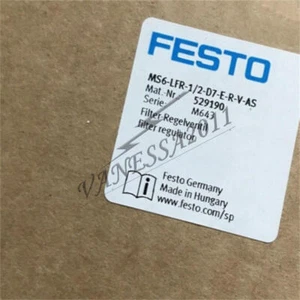 FESTO
MS6-LFR-1/2-D7-E-R-V-AS
Mat.-Nr. 529190
Serie: M643
Filter-Regelventil
filter regulator
VANESSA2011
Festo Germany
Made in Hungary
www.festo.com/sp